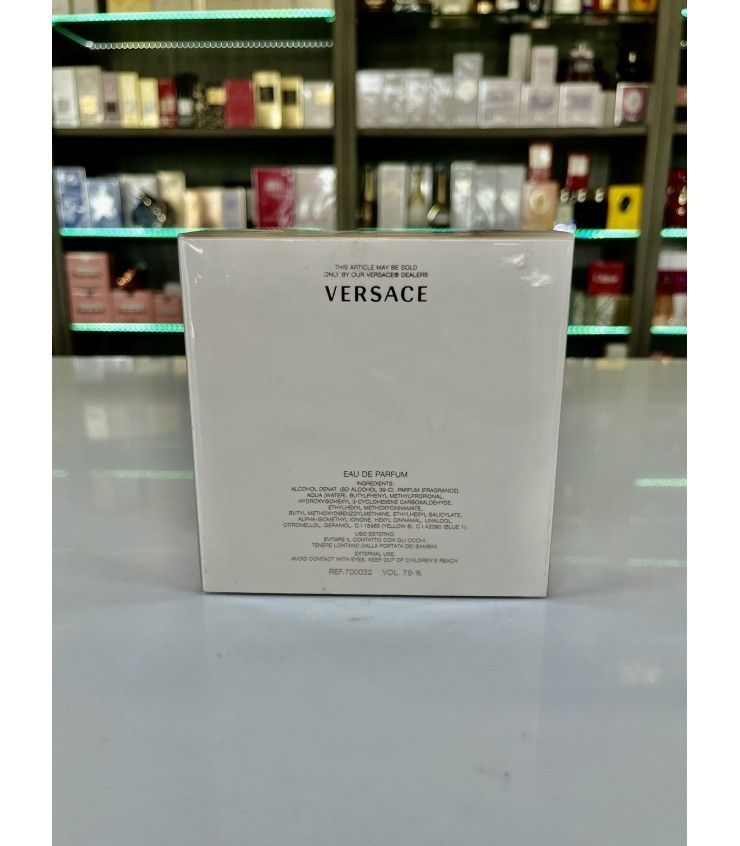 THIS ARTICLE MAY BE SOLD
ONLY BY OUR VERSACE® DEALERS
VERSACE
EAU DE PARFUM
INGREDIENTS:
ALCOHOL DENAT. (SD ALCOHOL 39-C), PARFUM (FRAGRANCE),
AQUA (WATER), BUTYLPHENYL METHYLPROPIONAL,
HYDROXYISOHEXYL 3-CYCLOHEXENE CARBOXALDEHYDE,
ETHYLHEXYL METHOXYCINNAMATE,
BUTYL METHOXYDIBENZOYLMETHANE, ETHYLHEXYL SALICYLATE,
ALPHA-ISOMETHYL IONONE, HEXYL CINNAMAL, LINALOOL,
CITRONELLOL, GERANIOL, C.I 15985 (YELLOW 6), C.I 42090 (BLUE 1).
USO ESTERNO.
EVITARE IL CONTATTO CON GLI OCCHI.
TENERE LONTANO DALLA PORTATA DEI BAMBINI.
EXTERNAL USE.
AVOID CONTACT WITH EYES. KEEP OUT OF CHILDREN'S REACH.
REF.700032 VOL. 78-%